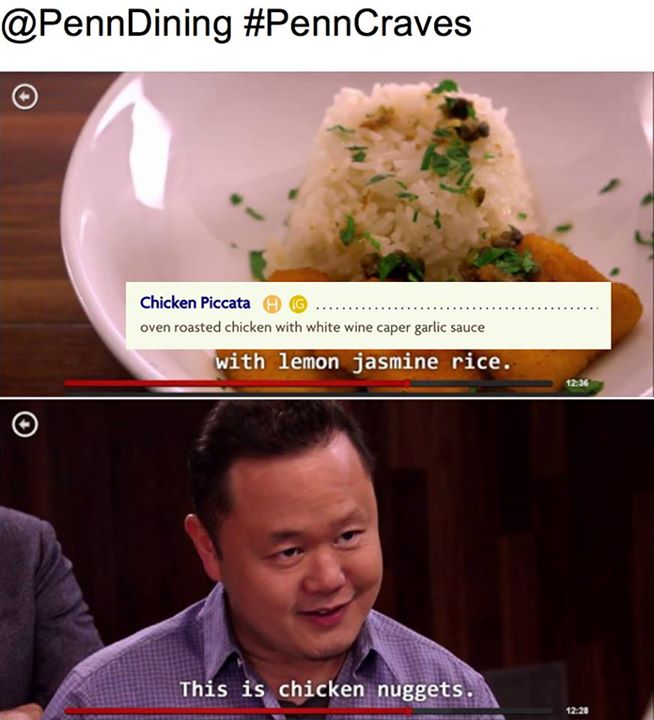 @PennDining #PennCraves
Chicken Piccata H IG ........................................
oven roasted chicken with white wine caper garlic sauce
with lemon jasmine rice.
12:36
This is chicken nuggets.
12:28